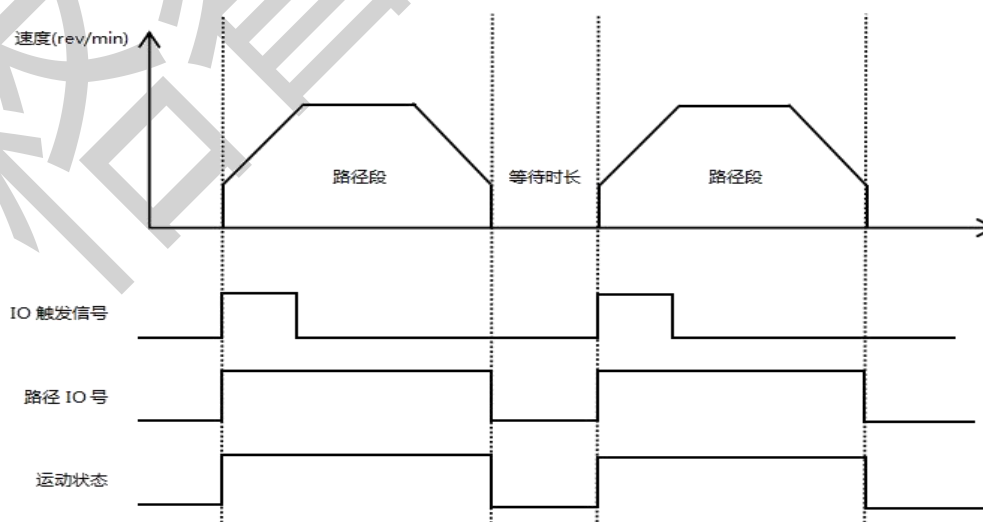 速度(rev/min)
路径段
等待时长
路径段
IO 触发信号
路径 IO 号
运动状态